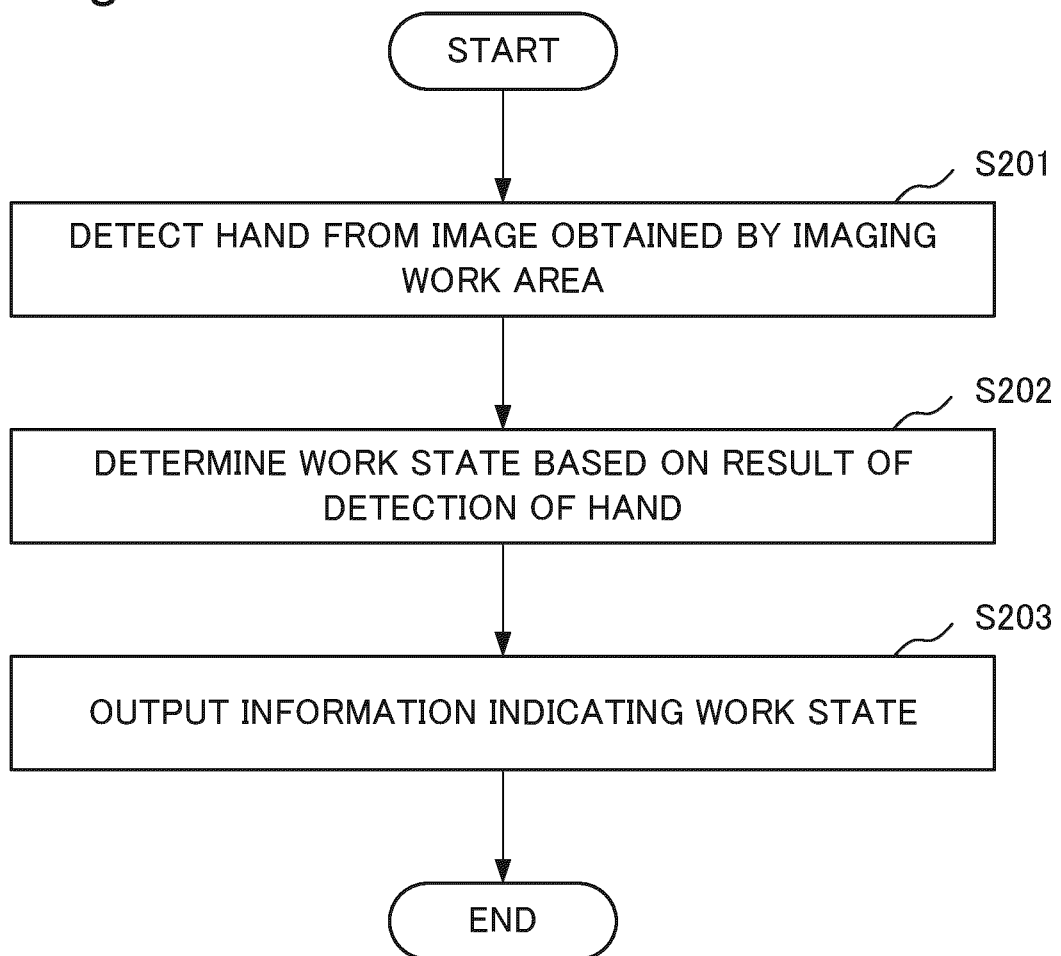 START
S201
DETECT HAND FROM IMAGE OBTAINED BY IMAGING
WORK AREA
S202
DETERMINE WORK STATE BASED ON RESULT OF
DETECTION OF HAND
S203
OUTPUT INFORMATION INDICATING WORK STATE
END